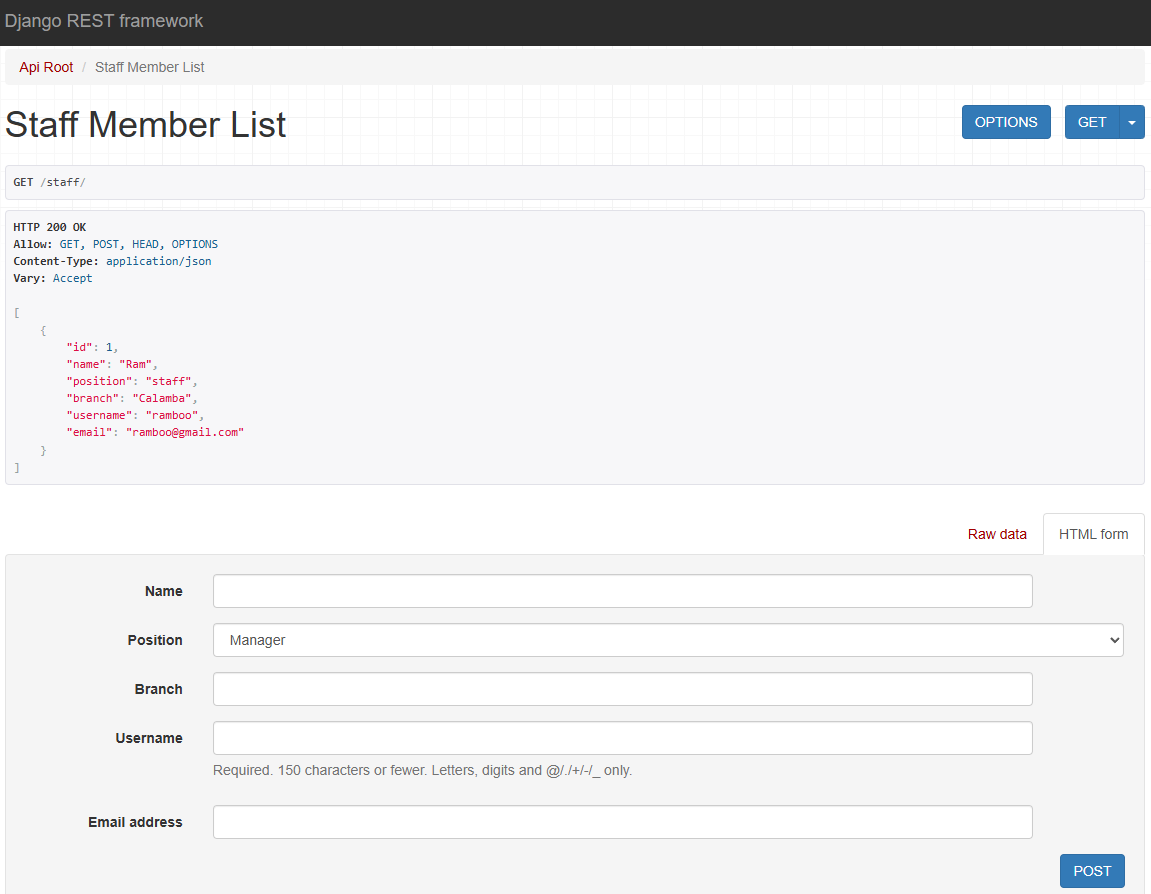 Django REST framework
Api Root / Staff Member List
Staff Member List
OPTIONS
GET
GET /staff/
HTTP 200 OK
Allow: GET, POST, HEAD, OPTIONS
Content-Type: application/json
Vary: Accept
[
    {
        "id": 1,
        "name": "Ram",
        "position": "staff",
        "branch": "Calamba",
        "username": "ramboo",
        "email": "ramboo@gmail.com"
    }
]
Raw data
HTML form
Name
Position
Manager
Branch
Username
Required. 150 characters or fewer. Letters, digits and @/./+/-/_ only.
Email address
POST